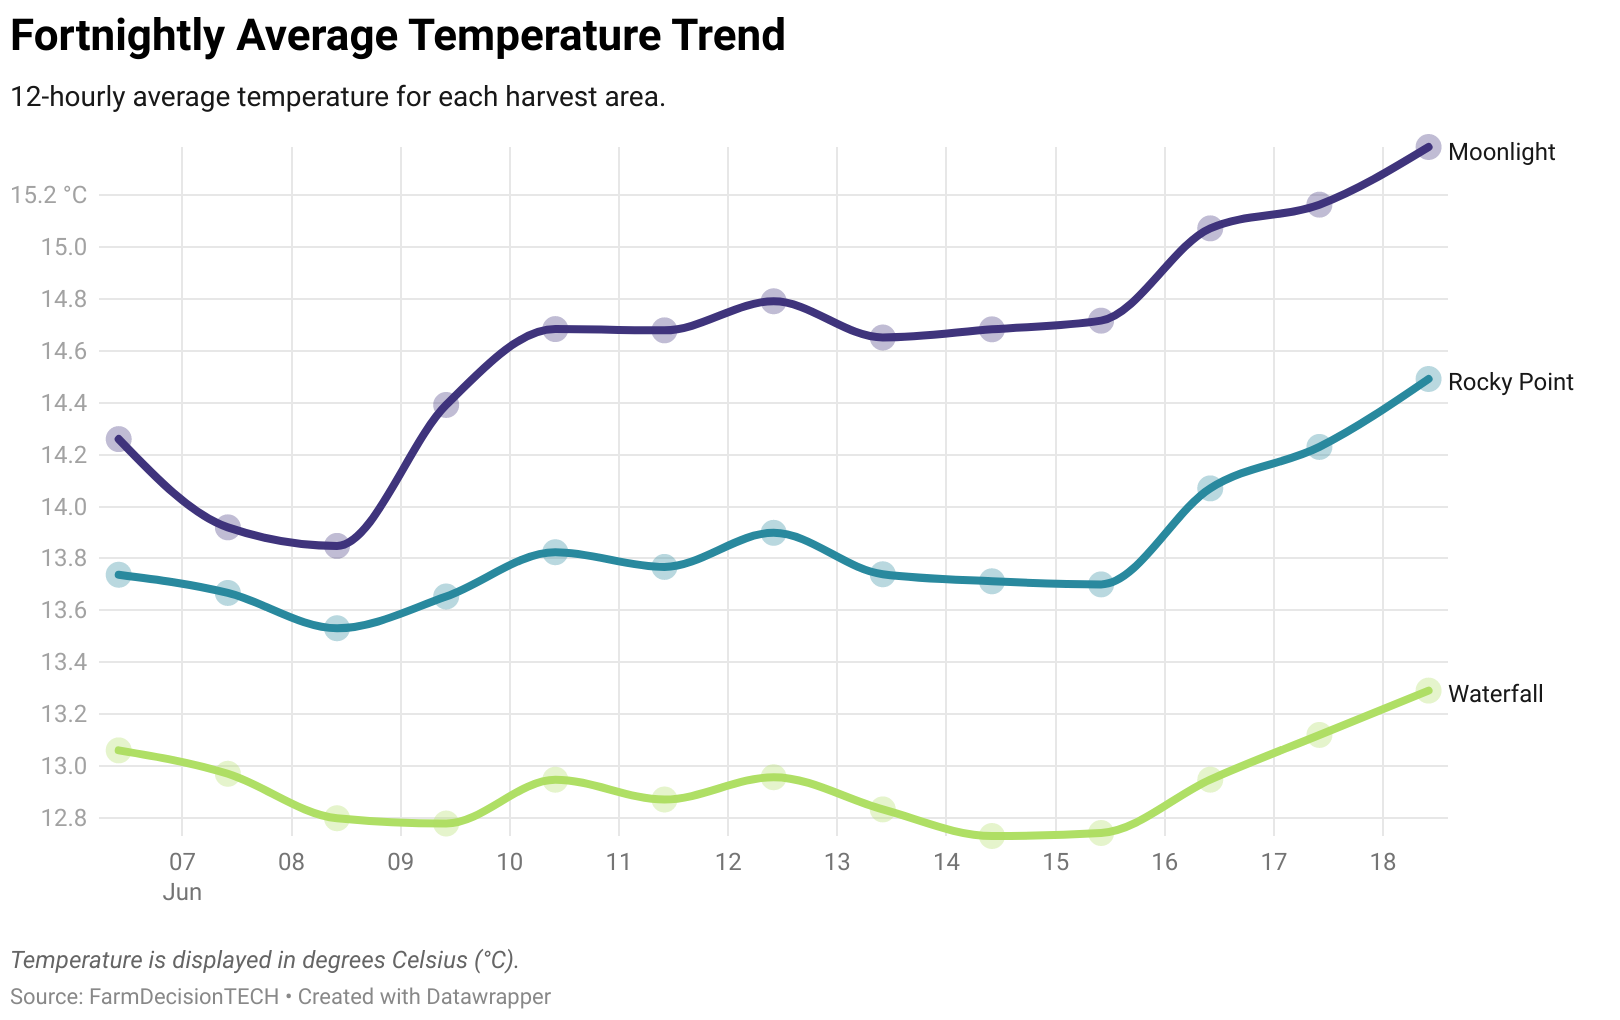 Fortnightly Average Temperature Trend
12-hourly average temperature for each harvest area.
Moonlight
15.2 °C
15.0
14.8
14.6
Rocky Point
14.4
14.2
14.0
13.8
13.6
13.4
Waterfall
13.2
13.0
12.8
07 08 09 10 11 12 13 14 15 16 17 18
Jun
Temperature is displayed in degrees Celsius (°C).
Source: FarmDecisionTECH • Created with Datawrapper